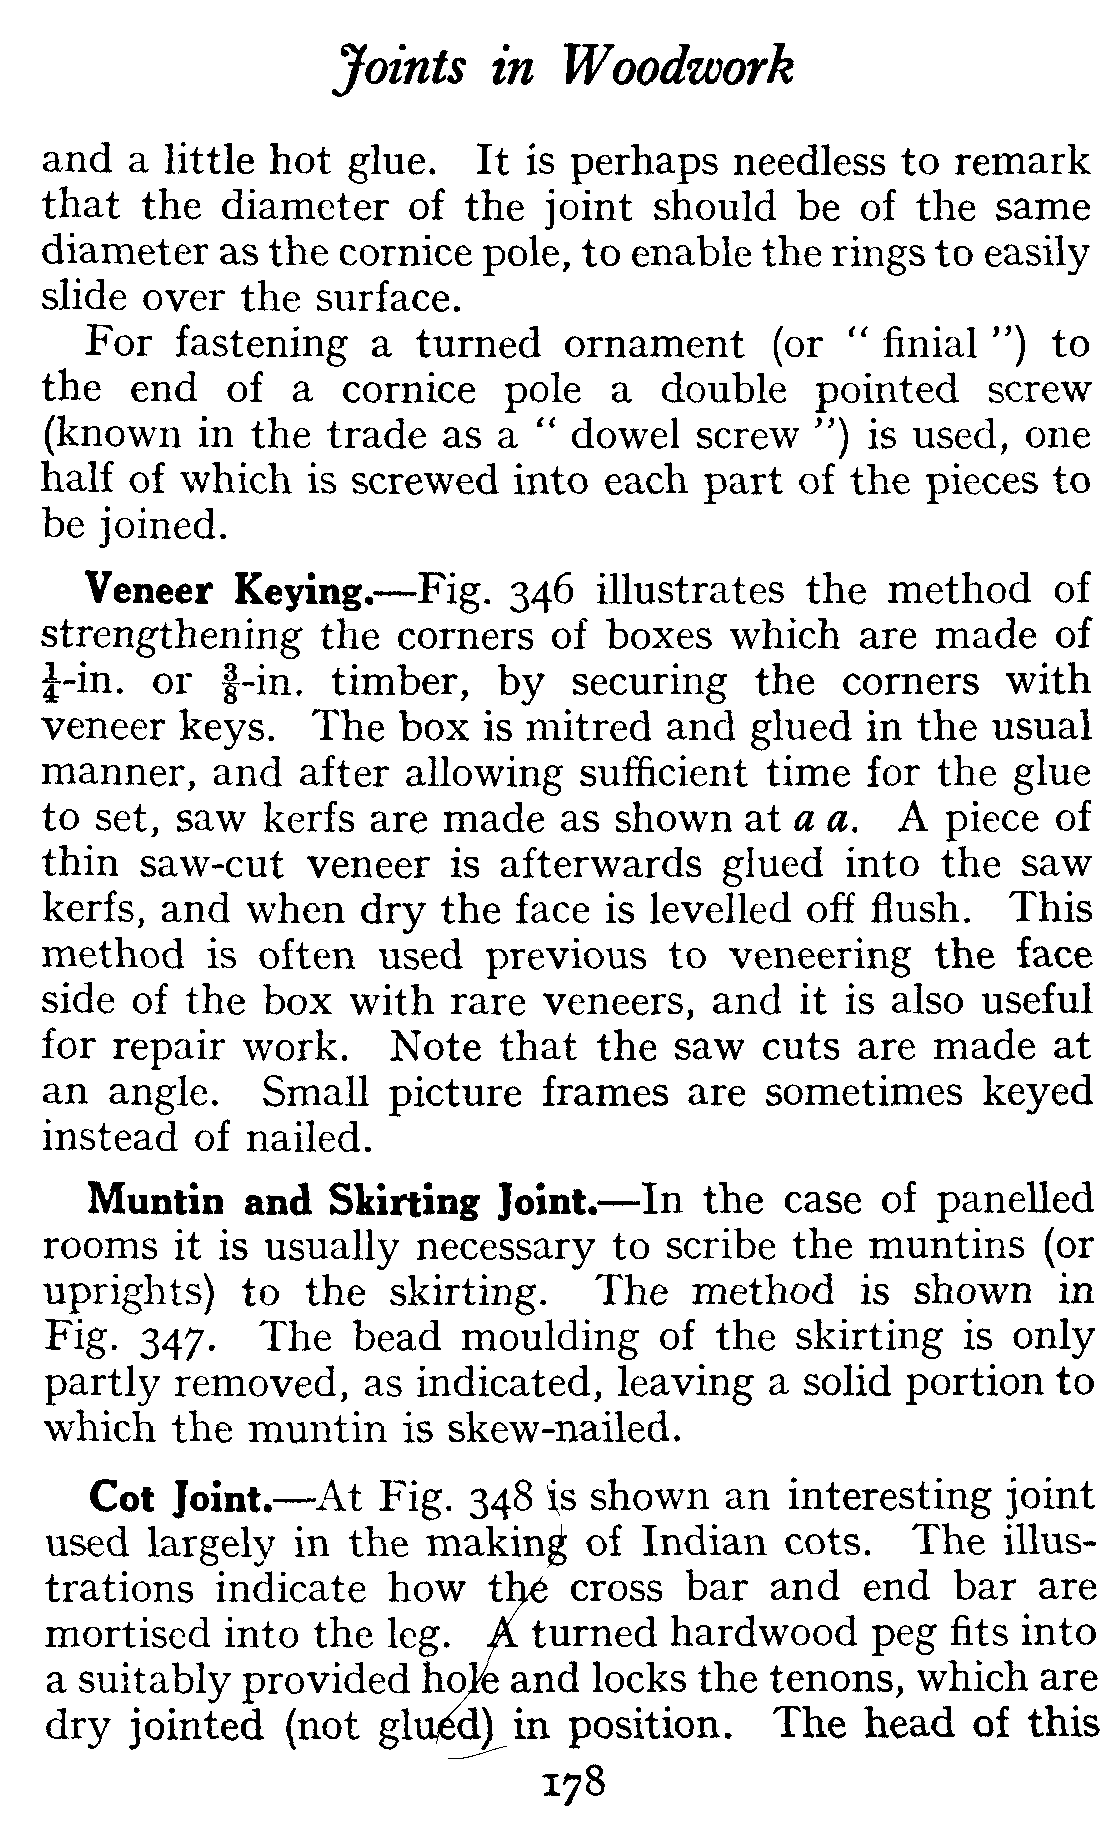 Joints in Woodwork
and a little hot glue. It is perhaps needless to remark
that the diameter of the joint should be of the same
diameter as the cornice pole, to enable the rings to easily
slide over the surface.
For fastening a turned ornament (or “ finial ”) to
the end of a cornice pole a double pointed screw
(known in the trade as a “ dowel screw ”) is used, one
half of which is screwed into each part of the pieces to
be joined.
Veneer Keying.—Fig. 346 illustrates the method of
strengthening the corners of boxes which are made of
¼-in. or ⅜-in. timber, by securing the corners with
veneer keys. The box is mitred and glued in the usual
manner, and after allowing sufficient time for the glue
to set, saw kerfs are made as shown at a a. A piece of
thin saw-cut veneer is afterwards glued into the saw
kerfs, and when dry the face is levelled off flush. This
method is often used previous to veneering the face
side of the box with rare veneers, and it is also useful
for repair work. Note that the saw cuts are made at
an angle. Small picture frames are sometimes keyed
instead of nailed.
Muntin and Skirting Joint.—In the case of panelled
rooms it is usually necessary to scribe the muntins (or
uprights) to the skirting. The method is shown in
Fig. 347. The bead moulding of the skirting is only
partly removed, as indicated, leaving a solid portion to
which the muntin is skew-nailed.
Cot Joint.—At Fig. 348 is shown an interesting joint
used largely in the making of Indian cots. The illus-
trations indicate how the cross bar and end bar are
mortised into the leg. A turned hardwood peg fits into
a suitably provided hole and locks the tenons, which are
dry jointed (not glued) in position. The head of this
178